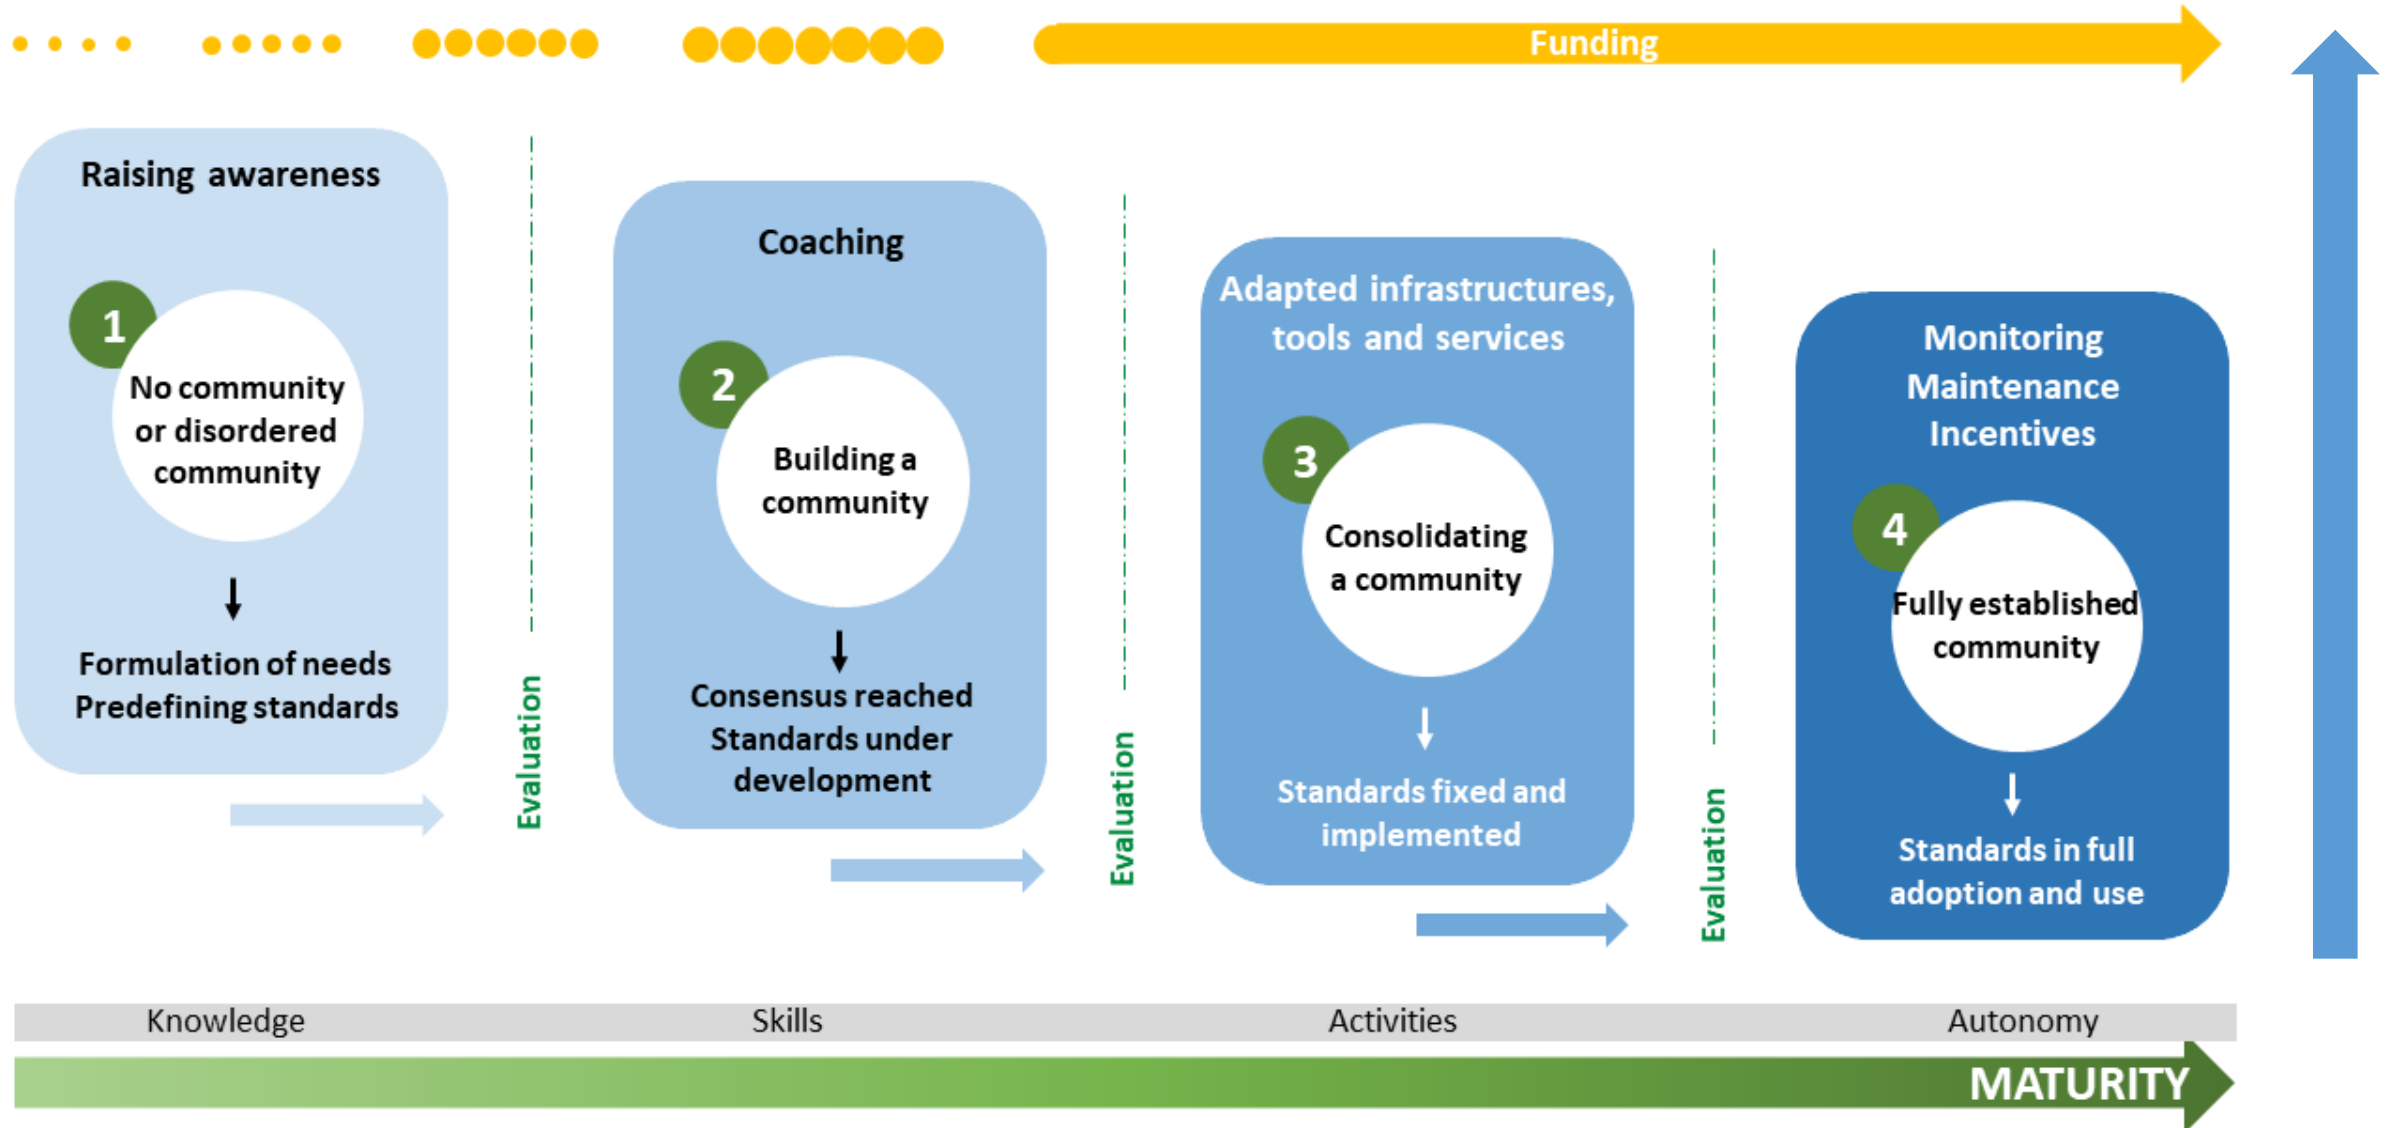 Funding
Raising awareness
1
No community
or disordered
community
Formulation of needs
Predefining standards
Evaluation
Coaching
2
Building a
community
Consensus reached
Standards under
development
Evaluation
Adapted infrastructures,
tools and services
3
Consolidating
a community
Standards fixed and
implemented
Evaluation
Monitoring
Maintenance
Incentives
4
Fully established
community
Standards in full
adoption and use
Knowledge
Skills
Activities
Autonomy
MATURITY